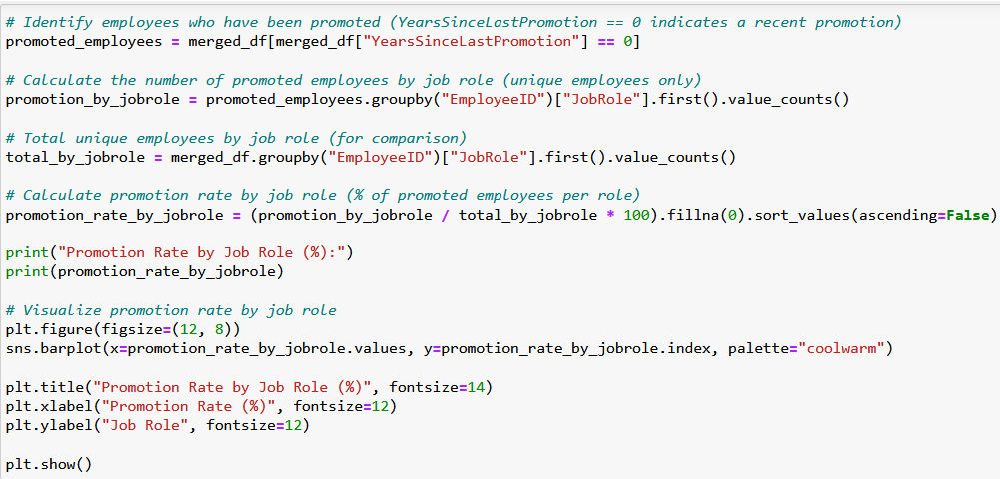 # Identify employees who have been promoted (YearsSinceLastPromotion == 0 indicates a recent promotion)
promoted_employees = merged_df[merged_df["YearsSinceLastPromotion"] == 0]
# Calculate the number of promoted employees by job role (unique employees only)
promotion_by_jobrole = promoted_employees.groupby("EmployeeID")["JobRole"].first().value_counts()
# Total unique employees by job role (for comparison)
total_by_jobrole = merged_df.groupby("EmployeeID")["JobRole"].first().value_counts()
# Calculate promotion rate by job role (% of promoted employees per role)
promotion_rate_by_jobrole = (promotion_by_jobrole / total_by_jobrole * 100).fillna(0).sort_values(ascending=False)
print("Promotion Rate by Job Role (%):")
print(promotion_rate_by_jobrole)
# Visualize promotion rate by job role
plt.figure(figsize=(12, 8))
sns.barplot(x=promotion_rate_by_jobrole.values, y=promotion_rate_by_jobrole.index, palette="coolwarm")
plt.title("Promotion Rate by Job Role (%)", fontsize=14)
plt.xlabel("Promotion Rate (%)", fontsize=12)
plt.ylabel("Job Role", fontsize=12)
plt.show()